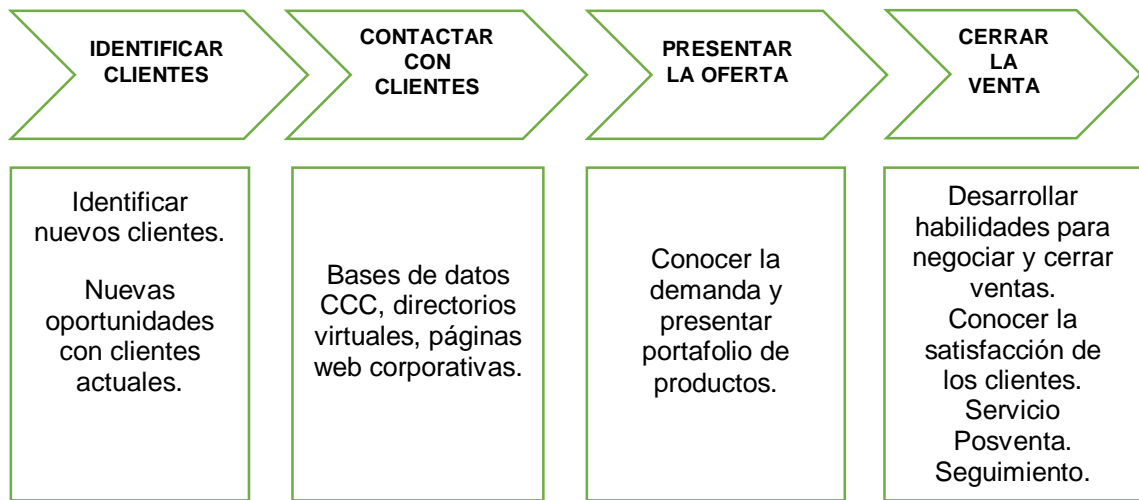 IDENTIFICAR
CLIENTES
CONTACTAR
CON
CLIENTES
PRESENTAR
LA OFERTA
CERRAR
LA
VENTA
Identificar
nuevos clientes.
Nuevas
oportunidades
con clientes
actuales.
Bases de datos
CCC, directorios
virtuales, páginas
web corporativas.
Conocer la
demanda y
presentar
portafolio de
productos.
Desarrollar
habilidades para
negociar y cerrar
ventas.
Conocer la
satisfacción de
los clientes.
Servicio
Posventa.
Seguimiento.